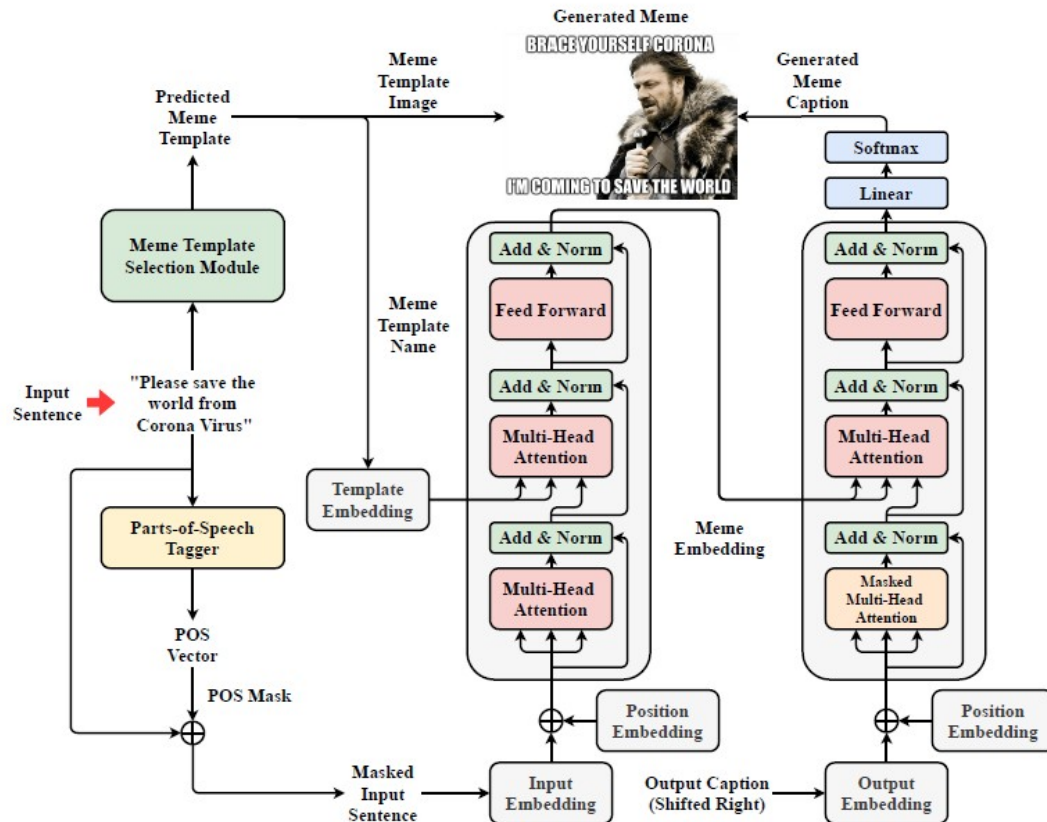 Generated Meme
BRACE YOURSELF CORONA
I'M COMING TO SAVE THE WORLD
Meme
Template
Image
Generated
Meme
Caption
Predicted
Meme
Template
Softmax
Linear
Meme Template
Selection Module
Add & Norm
Feed Forward
Add & Norm
Multi-Head
Attention
Add & Norm
Multi-Head
Attention
Add & Norm
Feed Forward
Add & Norm
Multi-Head
Attention
Add & Norm
Masked
Multi-Head
Attention
Meme
Template
Name
Input
Sentence
"Please save the
world from
Corona Virus"
Template
Embedding
Meme
Embedding
Parts-of-Speech
Tagger
POS
Vector
POS Mask
Position
Embedding
Position
Embedding
Masked
Input
Sentence
Input
Embedding
Output Caption
(Shifted Right)
Output
Embedding